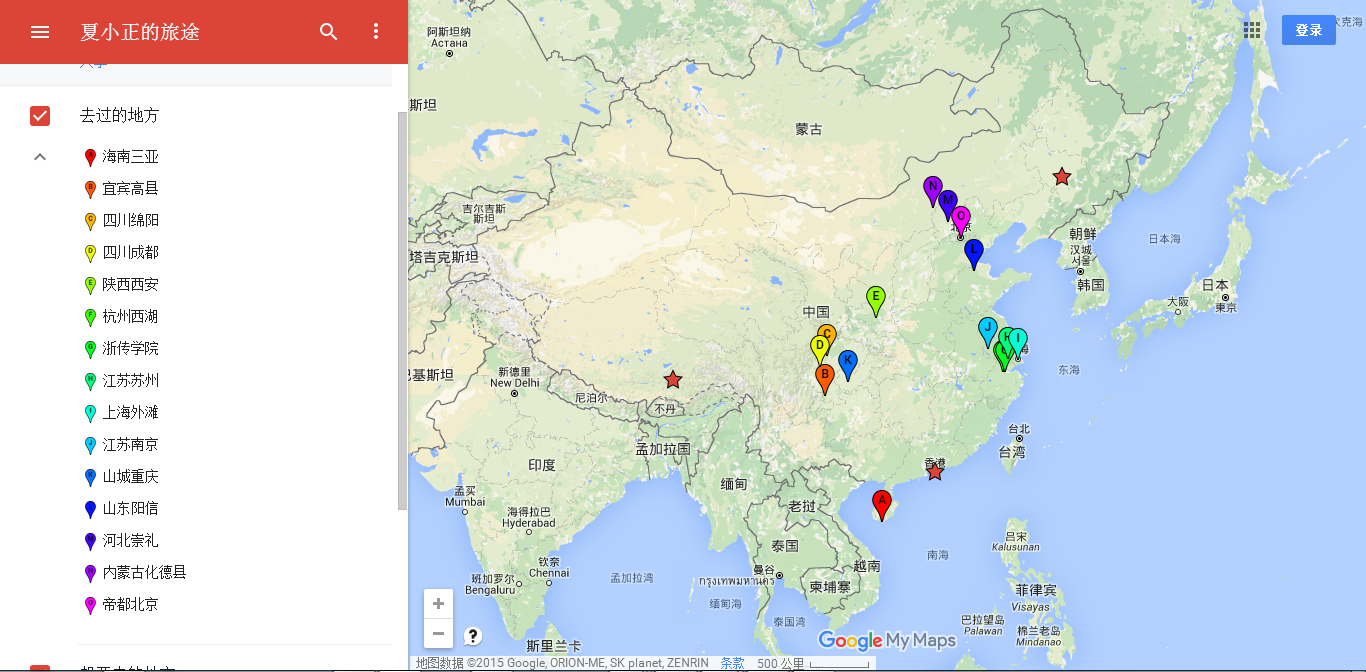 夏小正的旅途
登录
去过的地方
A 海南三亚
B 宜宾高县
C 四川绵阳
D 四川成都
E 陕西西安
F 杭州西湖
G 浙传学院
H 江苏苏州
I 上海外滩
J 江苏南京
K 山城重庆
L 山东阳信
M 河北崇礼
N 内蒙古化德县
O 帝都北京
阿斯塔纳
Астана
斯坦
蒙古
吉尔吉斯
斯坦
塔吉克斯坦
朝鲜
汉城
서울
韩国
日本海
日本
大阪
東京
中国
N
M
O
L
E
C
D
K
B
J
H
I
A
新德里
New Delhi
尼泊尔
不丹
孟加拉国
东海
台北
台湾
香港
印度
缅甸
孟买
Mumbai
海得拉巴
Hyderabad
老挝
泰国
越南
南海
吕宋
Kalusunan
钦奈
Chennai
班加罗尔
Bengaluru
孟加拉湾
曼谷
กรุงเทพมหานคร
柬埔寨
缅甸海
泰国湾
菲律宾
Visayas
巴拉望岛
Palawan
棉兰老岛
Mindanao
斯里兰卡
+
−
?
Google My Maps
地图数据 ©2015 Google, ORION-ME, SK planet, ZENRIN
条款
500 公里